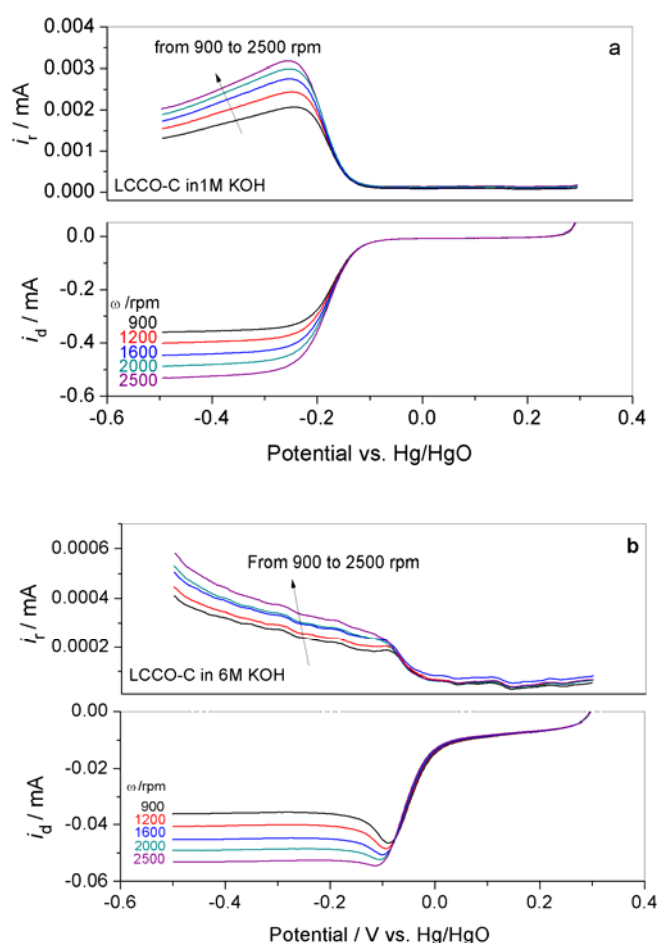 a
from 900 to 2500 rpm
0.004
0.003
0.002
0.001
0.000
i_r / mA
LCCO-C in1M KOH
0.0
-0.2
-0.4
-0.6
i_d / mA
ω /rpm
900
1200
1600
2000
2500
-0.6 -0.4 -0.2 0.0 0.2 0.4
Potential vs. Hg/HgO
b
From 900 to 2500 rpm
0.0006
0.0004
0.0002
i_r / mA
LCCO-C in 6M KOH
0.00
-0.02
-0.04
-0.06
i_d / mA
ω/rpm
900
1200
1600
2000
2500
-0.6 -0.4 -0.2 0.0 0.2 0.4
Potential / V vs. Hg/HgO